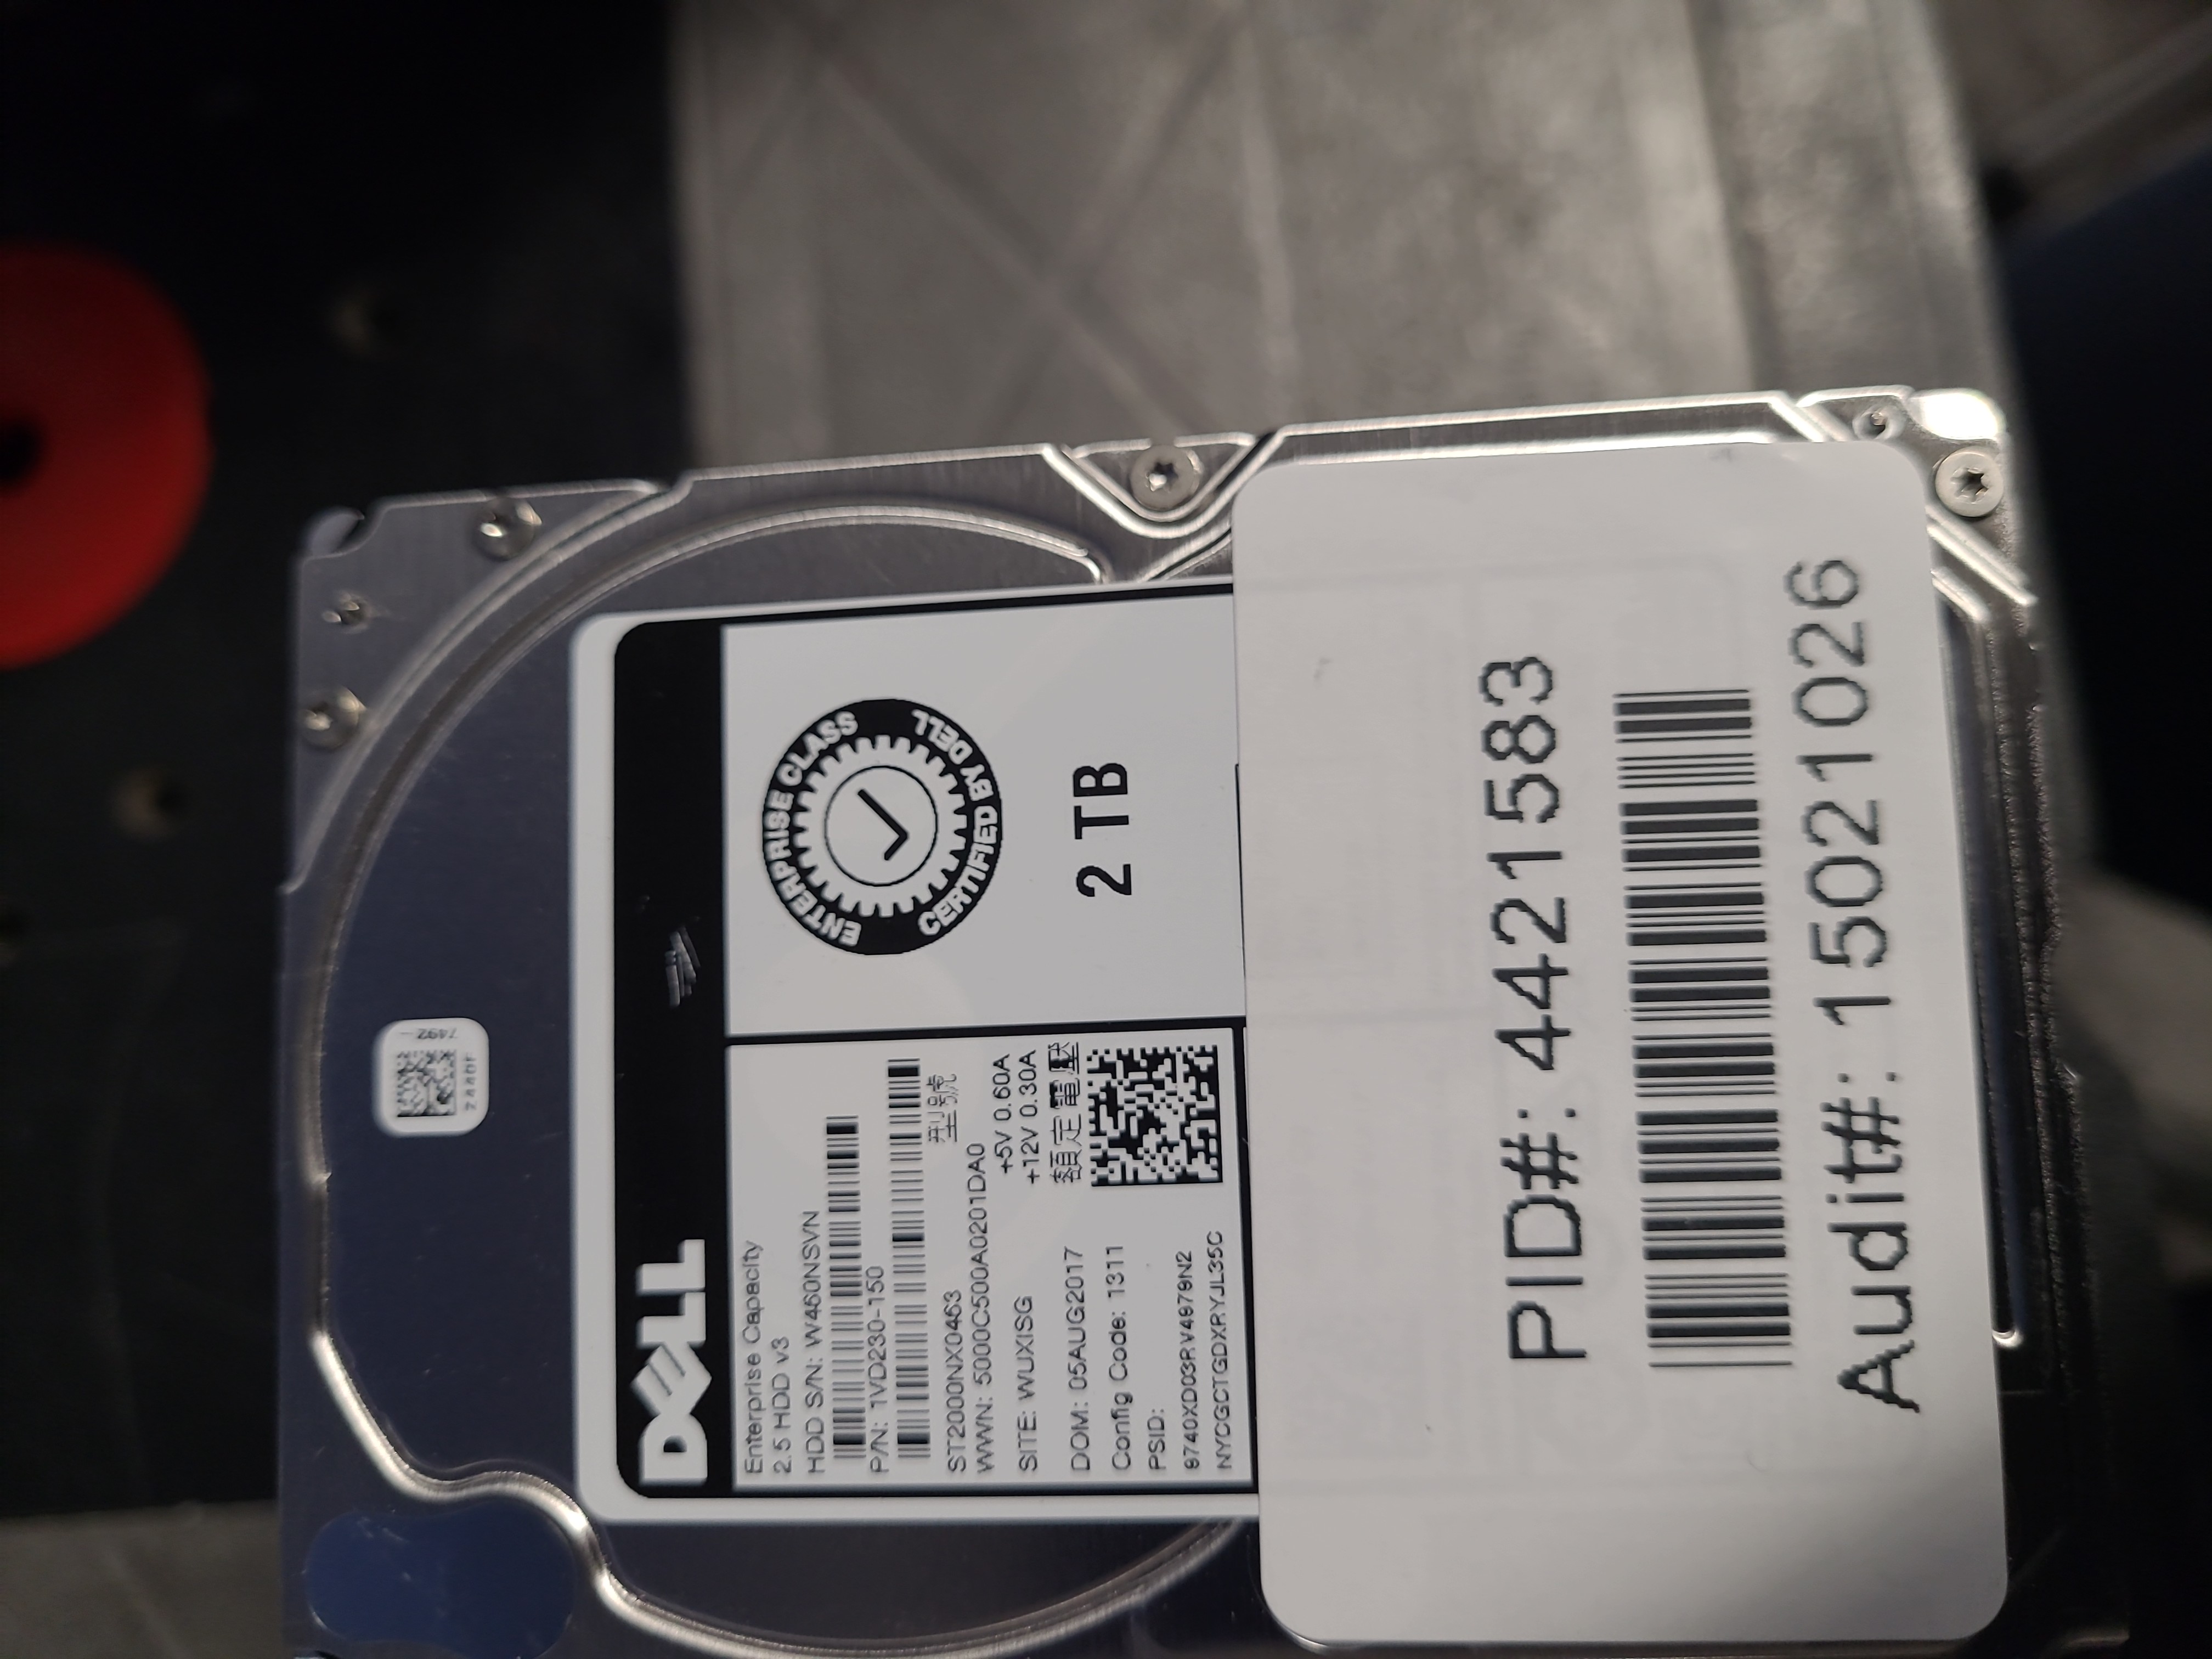 7492
2440F
DELL
Enterprise Capacity
2.5 HDD v3
HDD S/N: W460NSVN
P/N: 1VD230-150
ST2000NX0463 型號
WWN: 5000C500A0201DA0
+5V 0.60A
SITE: WUXISG
+12V 0.30A
額定電壓
DOM: 05AUG2017
Config Code: 1311
PSID:
NYCGCTGDXRYJL35C
ENTERPRISE CLASS
CERTIFIED BY DELL
2 TB
PID#: 4421583
Audit#: 15021026